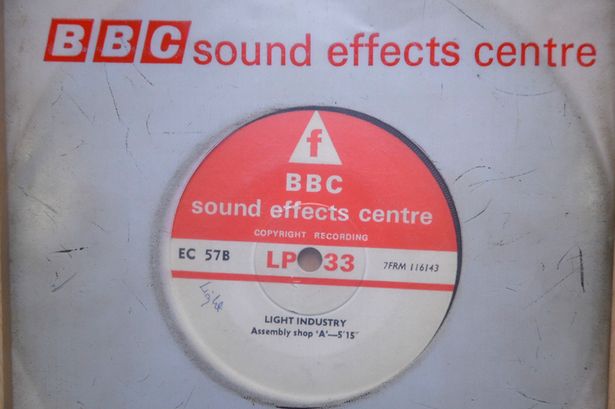 BBC sound effects centre
f
BBC
sound effects centre
COPYRIGHT RECORDING
EC 57B
LP 33
7FRM 116143
Light
LIGHT INDUSTRY
Assembly shop 'A'—5'15"